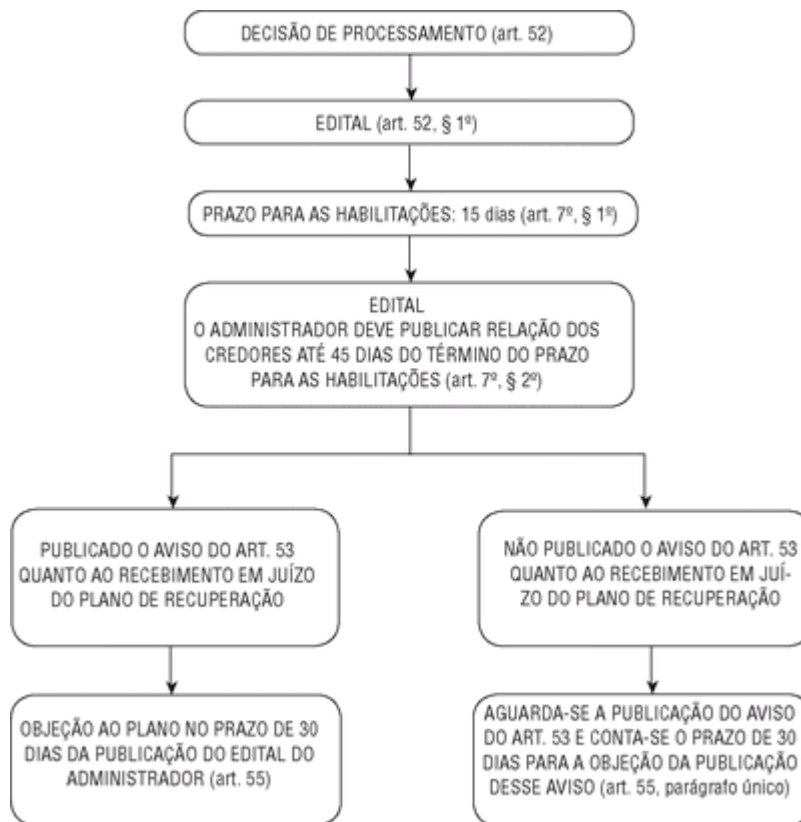 DECISÃO DE PROCESSAMENTO (art. 52)
EDITAL (art. 52, § 1º)
PRAZO PARA AS HABILITAÇÕES: 15 dias (art. 7º, § 1º)
EDITAL
O ADMINISTRADOR DEVE PUBLICAR RELAÇÃO DOS
CREDORES ATÉ 45 DIAS DO TÉRMINO DO PRAZO
PARA AS HABILITAÇÕES (art. 7º, § 2º)
PUBLICADO O AVISO DO ART. 53
QUANTO AO RECEBIMENTO EM JUÍZO
DO PLANO DE RECUPERAÇÃO
NÃO PUBLICADO O AVISO DO ART. 53
QUANTO AO RECEBIMENTO EM JUÍ-
ZO DO PLANO DE RECUPERAÇÃO
OBJEÇÃO AO PLANO NO PRAZO DE 30
DIAS DA PUBLICAÇÃO DO EDITAL DO
ADMINISTRADOR (art. 55)
AGUARDA-SE A PUBLICAÇÃO DO AVISO
DO ART. 53 E CONTA-SE O PRAZO DE 30
DIAS PARA A OBJEÇÃO DA PUBLICAÇÃO
DESSE AVISO (art. 55, parágrafo único)